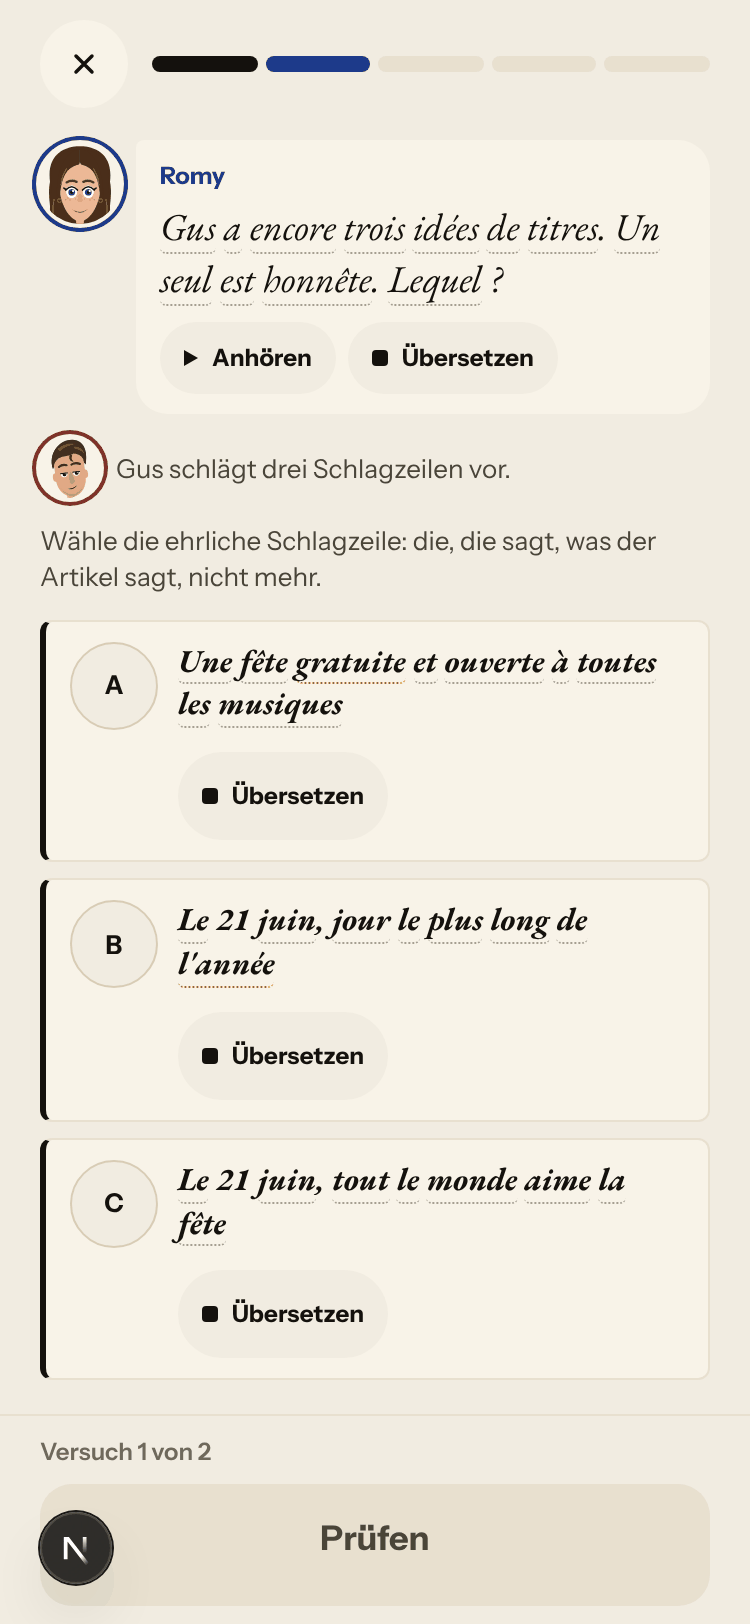 Romy
Gus a encore trois idées de titres. Un
seul est honnête. Lequel ?
Anhören
Übersetzen
Gus schlägt drei Schlagzeilen vor.
Wähle die ehrliche Schlagzeile: die, die sagt, was der
Artikel sagt, nicht mehr.
A
Une fête gratuite et ouverte à toutes
les musiques
Übersetzen
B
Le 21 juin, jour le plus long de
l'année
Übersetzen
C
Le 21 juin, tout le monde aime la
fête
Übersetzen
Versuch 1 von 2
Prüfen
N